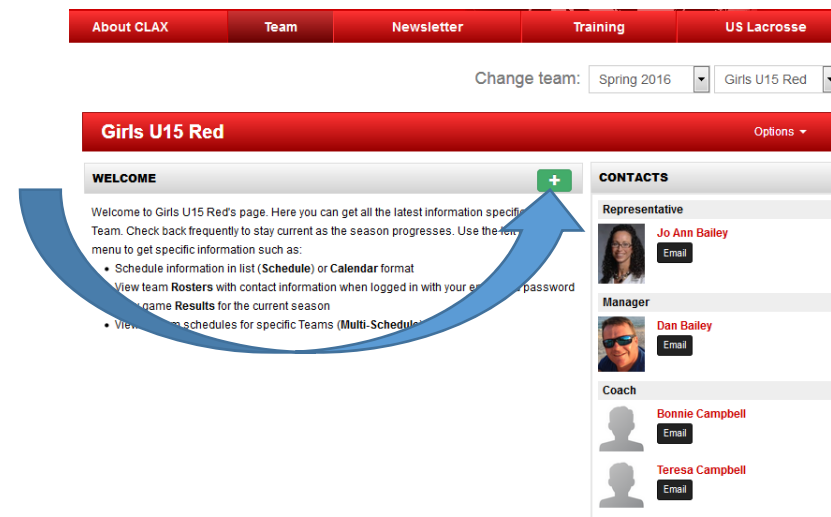 About CLAX Team Newsletter Training US Lacrosse
Change team: Spring 2016 Girls U15 Red
Girls U15 Red
Options
WELCOME
+
Welcome to Girls U15 Red's page. Here you can get all the latest information
Team. Check back frequently to stay current as the season progresses. Use the left
menu to get specific information such as:
• Schedule information in list (Schedule) or Calendar format
View team Rosters with contact information when logged in with your password
game Results for the current season
• schedules for specific Teams (Multi-Schedule
CONTACTS
Representative
Jo Ann Bailey
Email
Manager
Dan Bailey
Email
Coach
Bonnie Campbell
Email
Teresa Campbell
Email